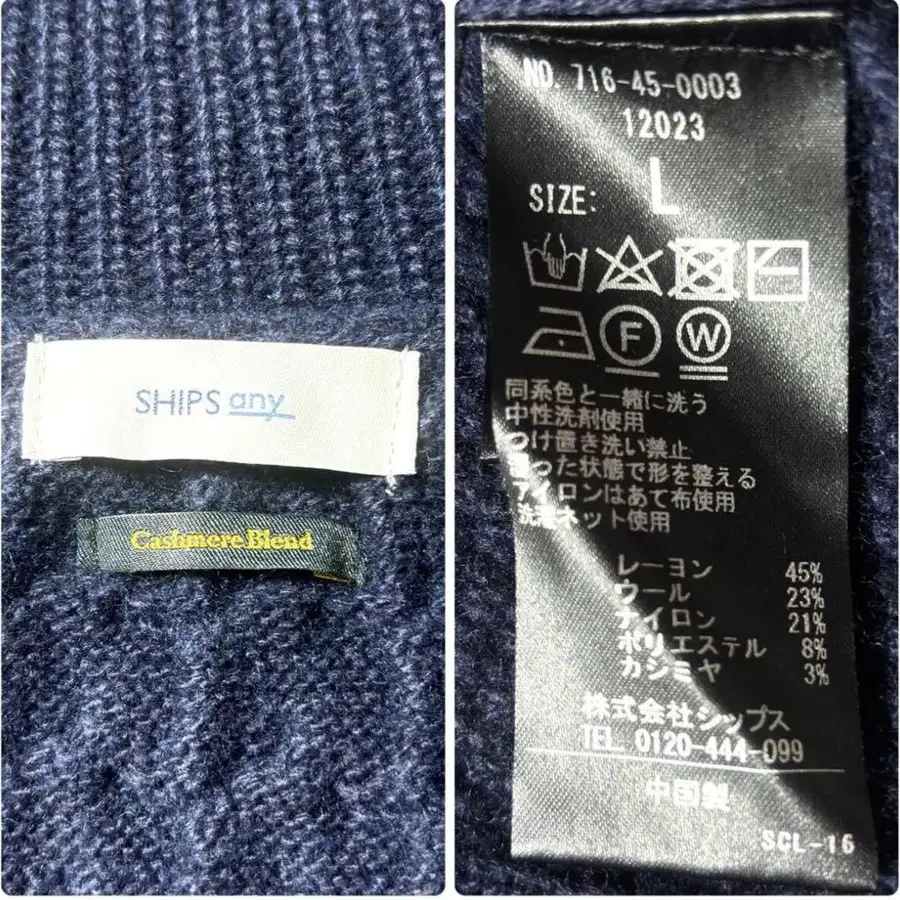 SHIPS any
Cashmere Blend
NO. 716-45-0003
12023
SIZE: L
F W
同系色と一緒に洗う
中性洗剤使用
つけ置き洗い禁止
った状態で形を整える
アイロンはあて布使用
洗濯ネット使用
レーヨン 45%
ウール 23%
ナイロン 21%
ポリエステル 8%
カシミヤ 3%
株式会社シップス
TEL. 0120-444-099
中国製
SCL-16